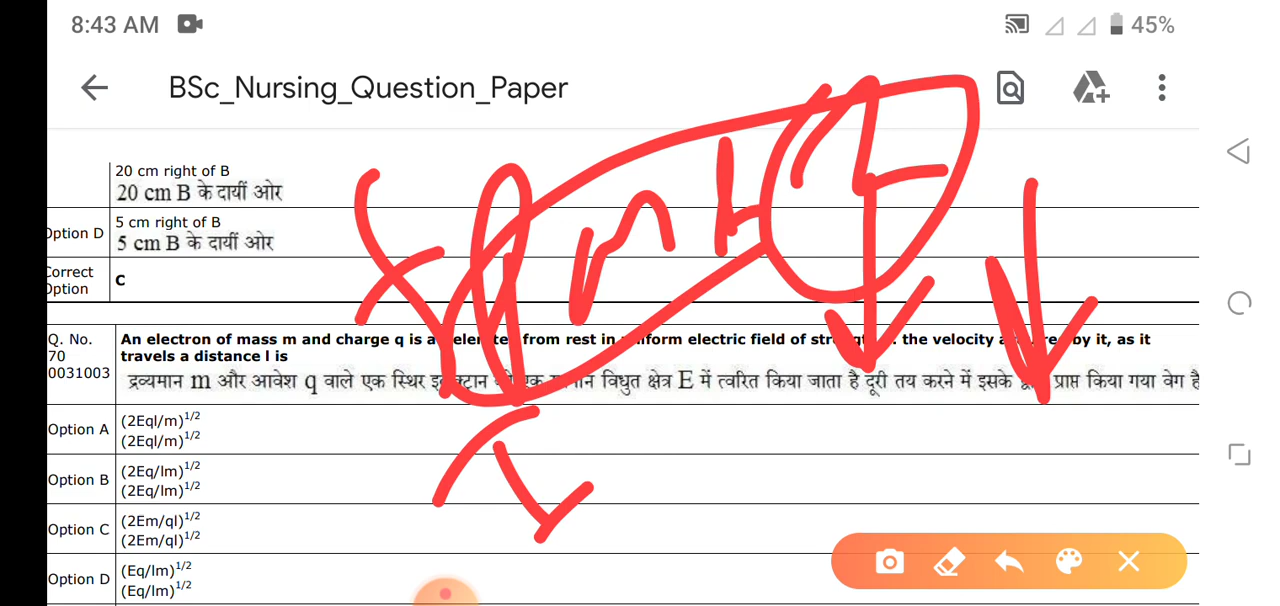 8:43 AM 45%
BSc_Nursing_Question_Paper
20 cm right of B
20 cm B के दायीं ओर
Option D
5 cm right of B
5 cm B के दायीं ओर
Correct Option
C
Q. No. 70 0031003
An electron of mass m and charge q is from rest in electric field of the velocity by it, as it
travels a distance l is
द्रव्यमान m और आवेश q वाले एक स्थिर एक विधुत क्षेत्र E में त्वरित किया जाता है दूरी तय करने में इसके प्राप्त किया गया वेग है
Option A
(2Eql/m)1/2
(2Eql/m)1/2
Option B
(2Eq/lm)1/2
(2Eq/lm)1/2
Option C
(2Em/ql)1/2
(2Em/ql)1/2
Option D
(Eq/lm)1/2
(Eq/lm)1/2